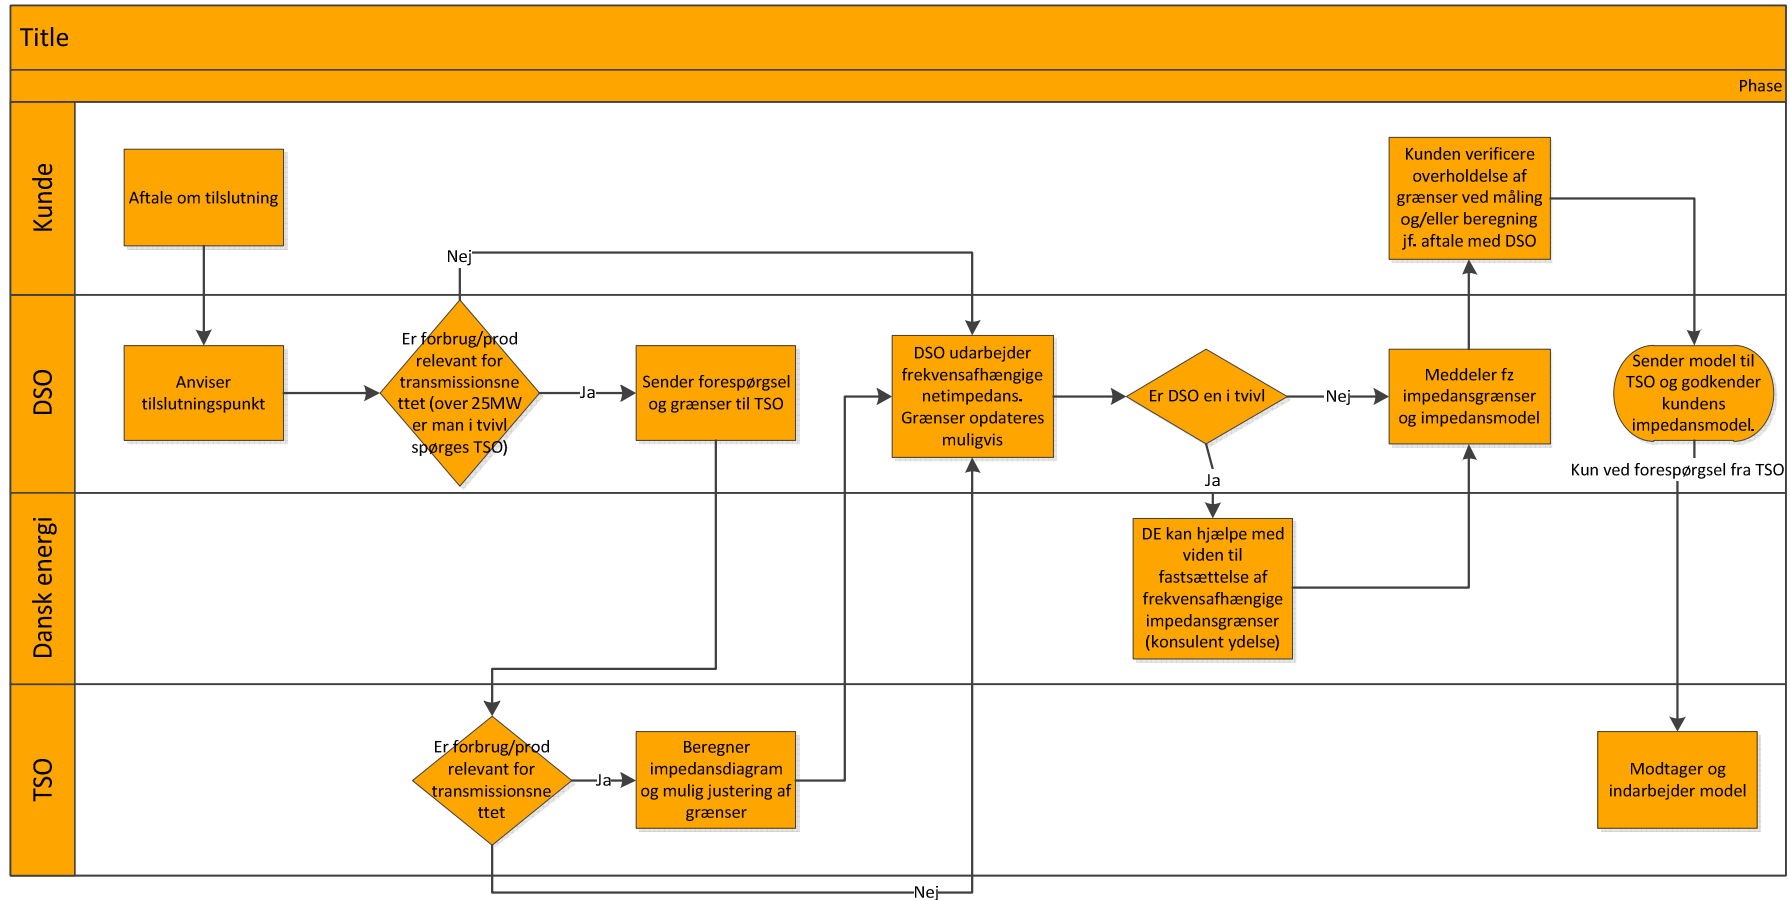 Title
Phase
Kunde
Aftale om tilslutning
Kunden verificere
overholdelse af
grænser ved måling
og/eller beregning
jf. aftale med DSO
Nej
DSO
Anviser
tilslutningspunkt
Er forbrug/prod
relevant for
transmissionsne
ttet (over 25MW
er man i tvivl
spørges TSO)
Ja
Sender forespørgsel
og grænser til TSO
DSO udarbejder
frekvensafhængige
netimpedans.
Grænser opdateres
muligvis
Er DSO en i tvivl
Nej
Meddeler fz
impedansgrænser
og impedansmodel
Sender model til
TSO og godkender
kundens
impedansmodel.
Ja
Kun ved forespørgsel fra TSO
Dansk energi
DE kan hjælpe med
viden til
fastsættelse af
frekvensafhængige
impedansgrænser
(konsulent ydelse)
TSO
Er forbrug/prod
relevant for
transmissionsne
ttet
Ja
Beregner
impedansdiagram
og mulig justering af
grænser
Modtager og
indarbejder model
Nej